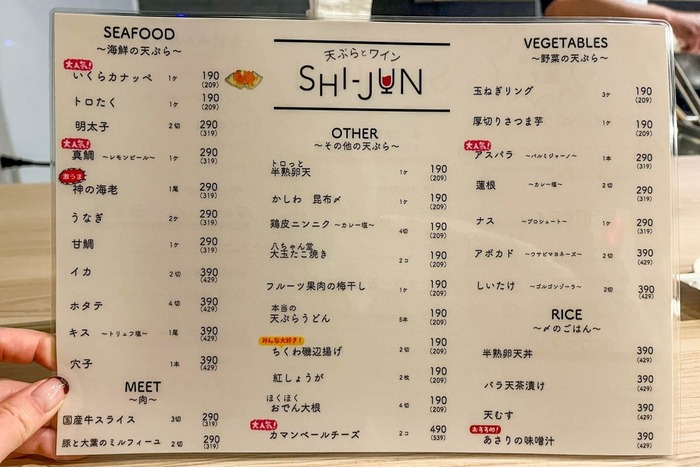 SEAFOOD
～海鮮の天ぷら～
大人気!
いくらカナッペ 1ケ 190 (209)
トロたく 1ケ 190 (209)
明太子 2切 290 (319)
大人気!
真鯛 ～レモンピール～ 1ケ 290 (319)
激うま
神の海老 1尾 290 (319)
うなぎ 2ケ 290 (319)
甘鯛 1ケ 290 (319)
イカ 2切 390 (429)
ホタテ 4切 390 (429)
キス ～トリュフ塩～ 1尾 390 (429)
穴子 1本 390 (429)
MEET
～肉～
国産牛スライス 3切 290 (319)
豚と大葉のミルフィーユ 2切 290 (319)
天ぷらとワイン
SHI-JUN
OTHER
～その他の天ぷら～
トロっと
半熟卵天 1ケ 190 (209)
かしわ 昆布〆 1ケ 190 (209)
鶏皮ニンニク ～カレー塩～ 4切 190 (209)
八ちゃん堂
大玉たこ焼き 2コ 190 (209)
フルーツ果肉の梅干し 1ケ 190 (209)
本当の
天ぷらうどん 5本 190 (209)
みんな大好き!
ちくわ磯辺揚げ 2切 190 (209)
紅しょうが 2枚 190 (209)
ほくほく
おでん大根 4切 190 (209)
大人気!
カマンベールチーズ 2コ 490 (539)
VEGETABLES
～野菜の天ぷら～
玉ねぎリング 3ケ 190 (209)
厚切りさつま芋 1ケ 190 (209)
大人気!
アスパラ ～パルミジャーノ～ 1本 290 (319)
蓮根 ～カレー塩～ 2切 290 (319)
ナス ～プロシュート～ 1ケ 290 (319)
アボカド ～ワサビマヨネーズ～ 2切 390 (429)
しいたけ ～ゴルゴンゾーラ～ 2切 390 (429)
RICE
～〆のごはん～
半熟卵天丼 390 (429)
バラ天茶漬け 390 (429)
天むす 390 (429)
おすすめ!
あさりの味噌汁 390 (429)